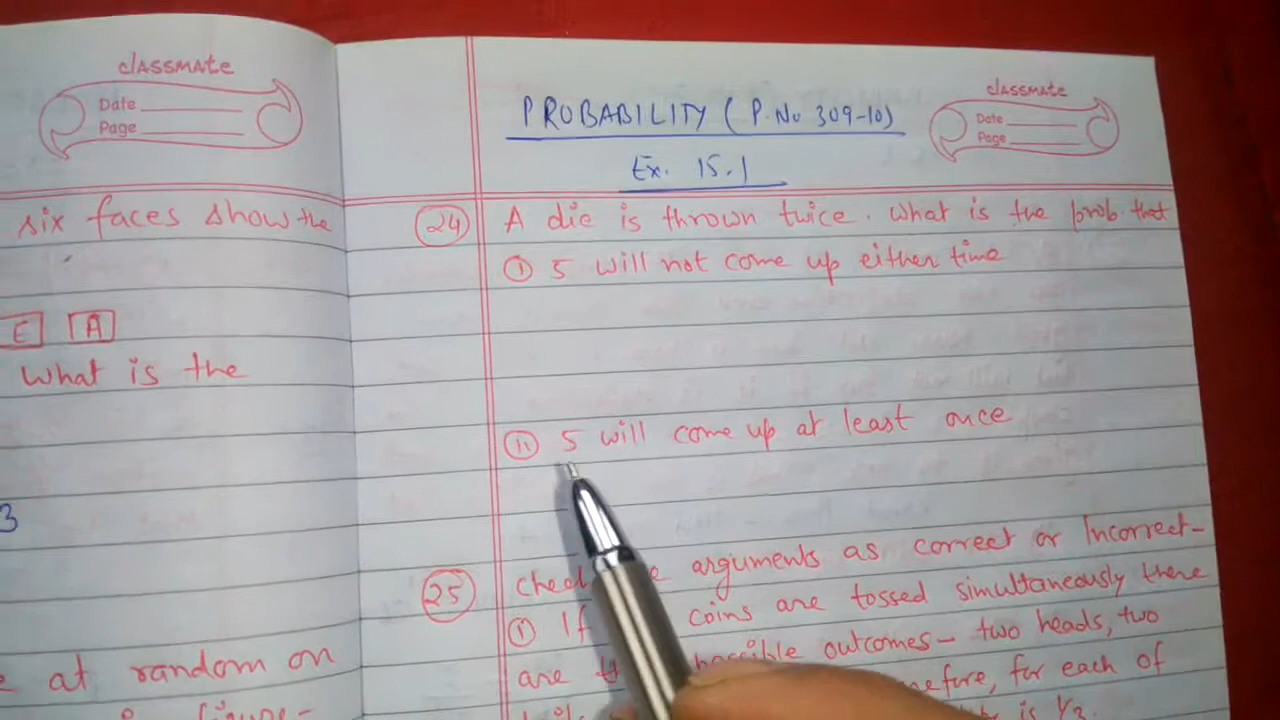 classmate
Date
Page
six faces show the
E A
What is the
3
at random on
classmate
Date
Page
PROBABILITY (P.No 309-10)
Ex. 15.1
24 A die is thrown twice. What is the prob. that
i 5 will not come up either time
ii 5 will come up at least once
25 arguments as correct or Incorrect-
i If coins are tossed simultaneously there
are possible outcomes- two heads, two
for each of
is 1/3.